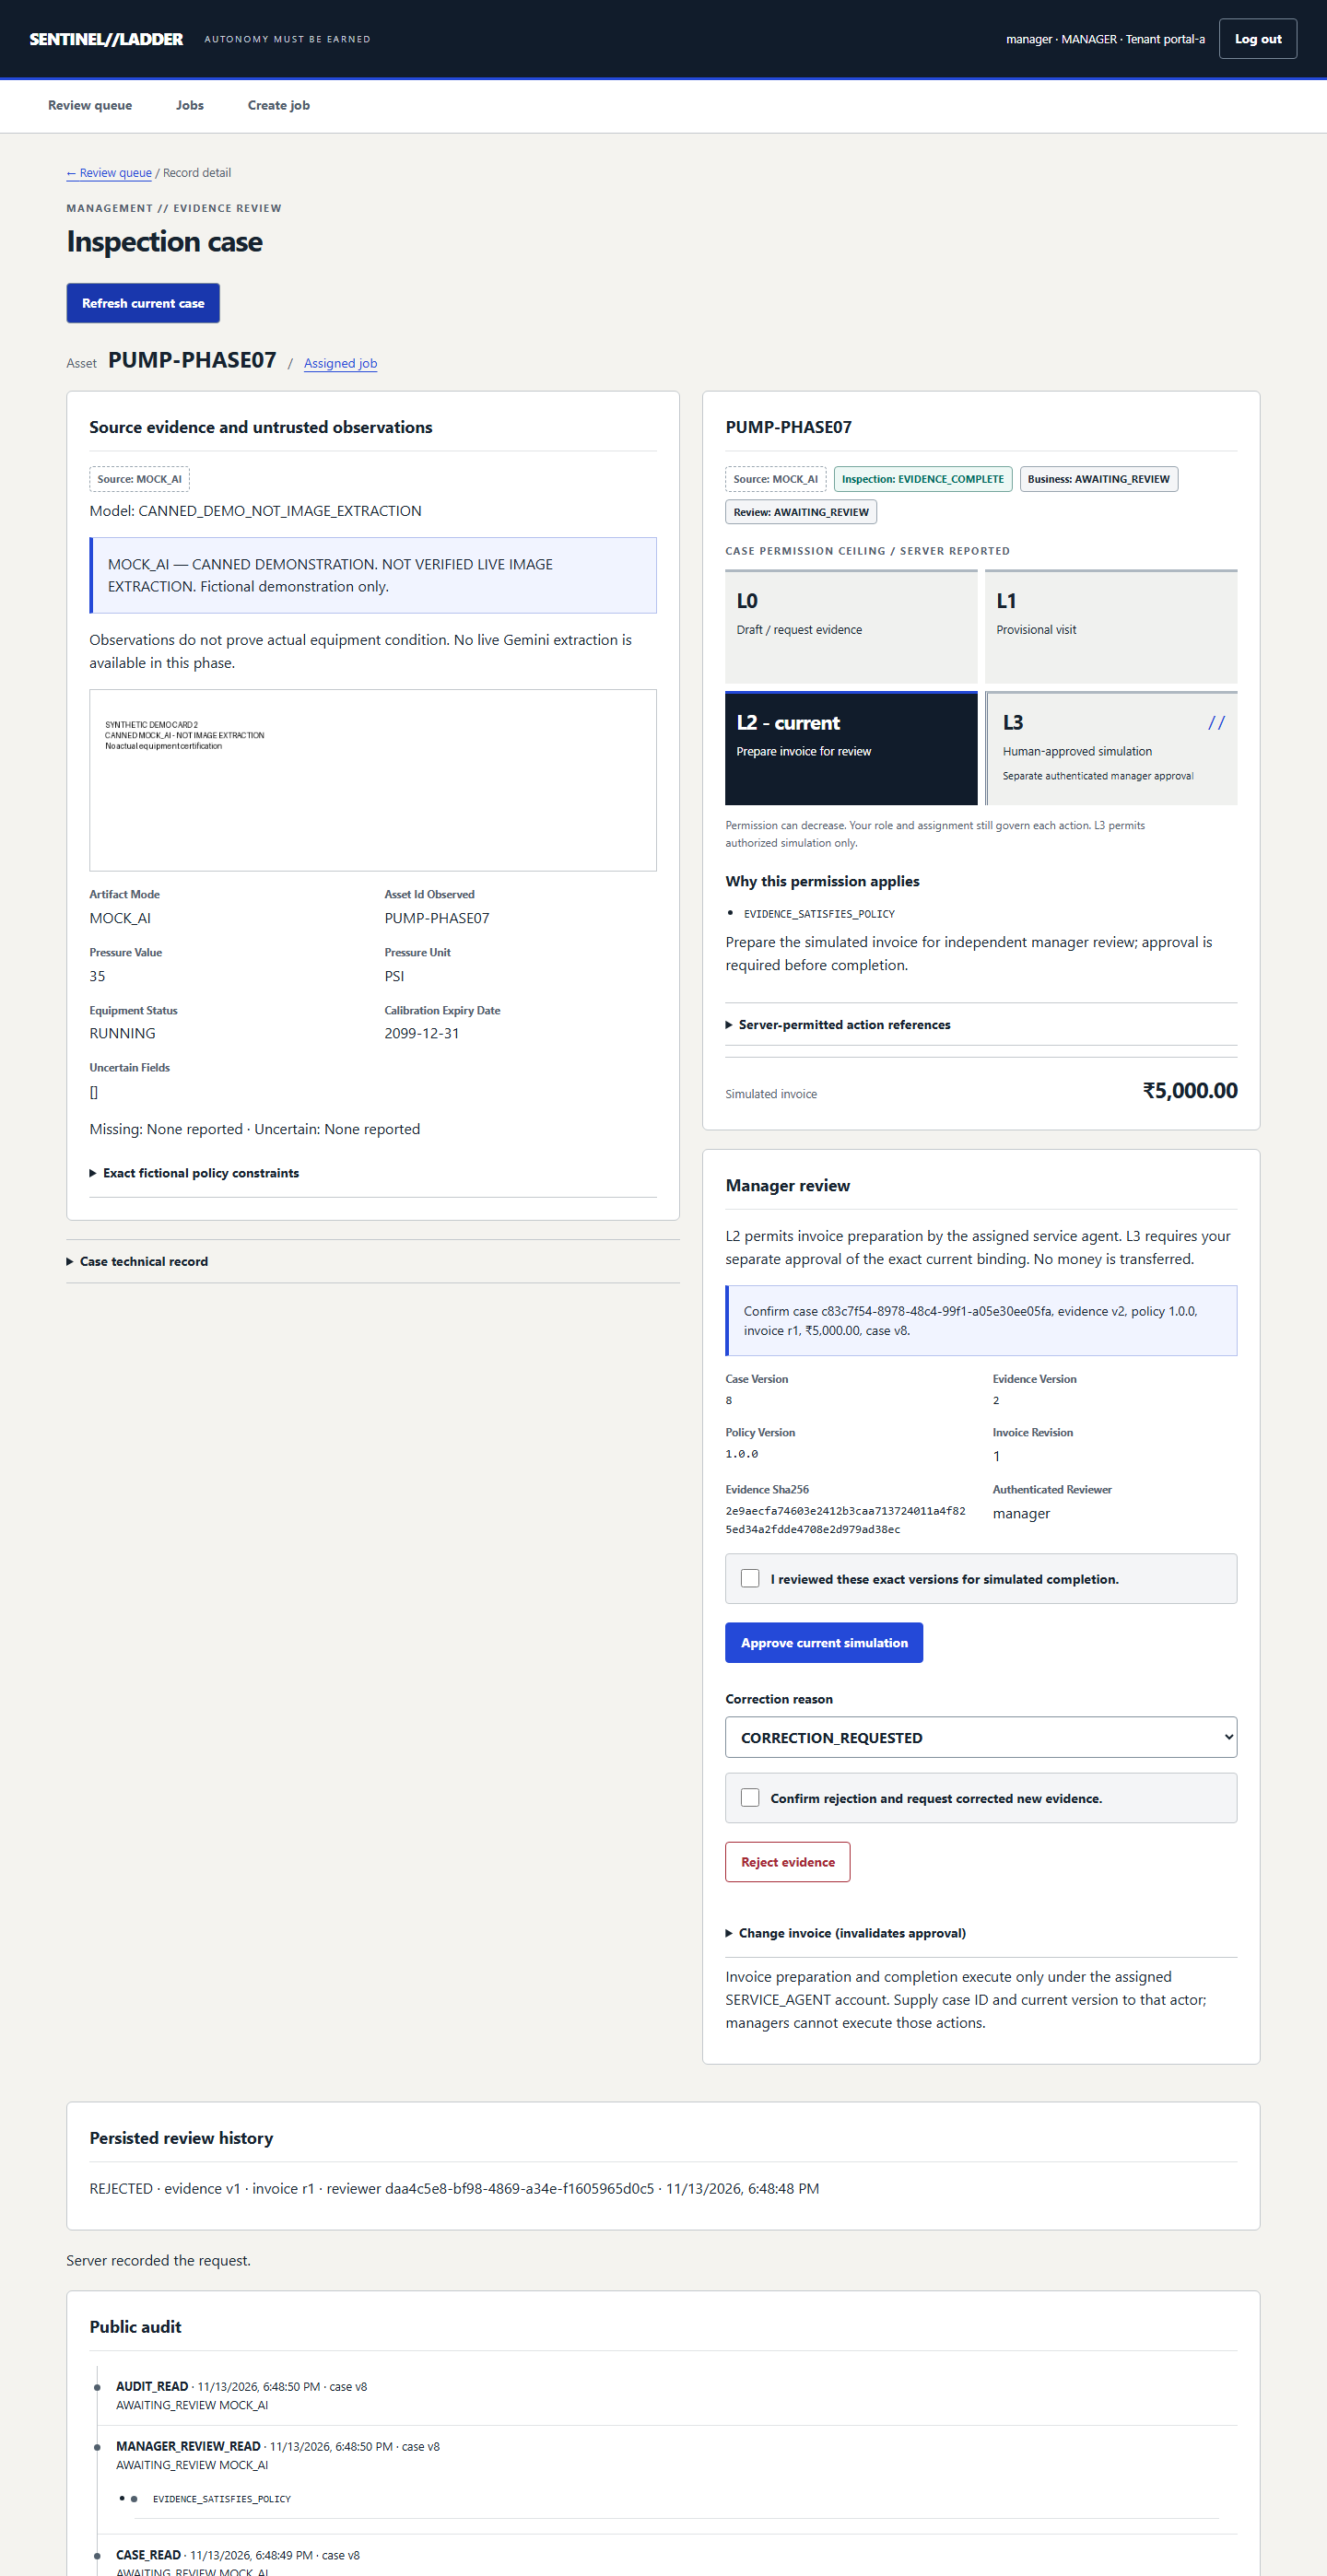 SENTINEL//LADDER
AUTONOMY MUST BE EARNED
manager · MANAGER · Tenant portal-a
Log out
Review queue
Jobs
Create job
← Review queue / Record detail
MANAGEMENT // EVIDENCE REVIEW
Inspection case
Refresh current case
Asset PUMP-PHASE07 / Assigned job
Source evidence and untrusted observations
Source: MOCK_AI
Model: CANNED_DEMO_NOT_IMAGE_EXTRACTION
MOCK_AI — CANNED DEMONSTRATION. NOT VERIFIED LIVE IMAGE
EXTRACTION. Fictional demonstration only.
Observations do not prove actual equipment condition. No live Gemini extraction is
available in this phase.
SYNTHETIC DEMO CARD 2
CANNED MOCK_AI - NOT IMAGE EXTRACTION
No actual equipment certification
Artifact Mode
MOCK_AI
Asset Id Observed
PUMP-PHASE07
Pressure Value
35
Pressure Unit
PSI
Equipment Status
RUNNING
Calibration Expiry Date
2099-12-31
Uncertain Fields
[]
Missing: None reported · Uncertain: None reported
▶ Exact fictional policy constraints
▶ Case technical record
PUMP-PHASE07
Source: MOCK_AI
Inspection: EVIDENCE_COMPLETE
Business: AWAITING_REVIEW
Review: AWAITING_REVIEW
CASE PERMISSION CEILING / SERVER REPORTED
L0
Draft / request evidence
L1
Provisional visit
L2 - current
Prepare invoice for review
L3 //
Human-approved simulation
Separate authenticated manager approval
Permission can decrease. Your role and assignment still govern each action. L3 permits
authorized simulation only.
Why this permission applies
• EVIDENCE_SATISFIES_POLICY
Prepare the simulated invoice for independent manager review; approval is
required before completion.
▶ Server-permitted action references
Simulated invoice ₹5,000.00
Manager review
L2 permits invoice preparation by the assigned service agent. L3 requires your
separate approval of the exact current binding. No money is transferred.
Confirm case c83c7f54-8978-48c4-99f1-a05e30ee05fa, evidence v2, policy 1.0.0,
invoice r1, ₹5,000.00, case v8.
Case Version
8
Evidence Version
2
Policy Version
1.0.0
Invoice Revision
1
Evidence Sha256
2e9aecfa74603e2412b3caa713724011a4f82
5ed34a2fdde4708e2d979ad38ec
Authenticated Reviewer
manager
I reviewed these exact versions for simulated completion.
Approve current simulation
Correction reason
CORRECTION_REQUESTED
Confirm rejection and request corrected new evidence.
Reject evidence
▶ Change invoice (invalidates approval)
Invoice preparation and completion execute only under the assigned
SERVICE_AGENT account. Supply case ID and current version to that actor;
managers cannot execute those actions.
Persisted review history
REJECTED · evidence v1 · invoice r1 · reviewer daa4c5e8-bf98-4869-a34e-f1605965d0c5 · 11/13/2026, 6:48:48 PM
Server recorded the request.
Public audit
AUDIT_READ · 11/13/2026, 6:48:50 PM · case v8
AWAITING_REVIEW MOCK_AI
MANAGER_REVIEW_READ · 11/13/2026, 6:48:50 PM · case v8
AWAITING_REVIEW MOCK_AI
EVIDENCE_SATISFIES_POLICY
CASE_READ · 11/13/2026, 6:48:49 PM · case v8
AWAITING_REVIEW MOCK_AI